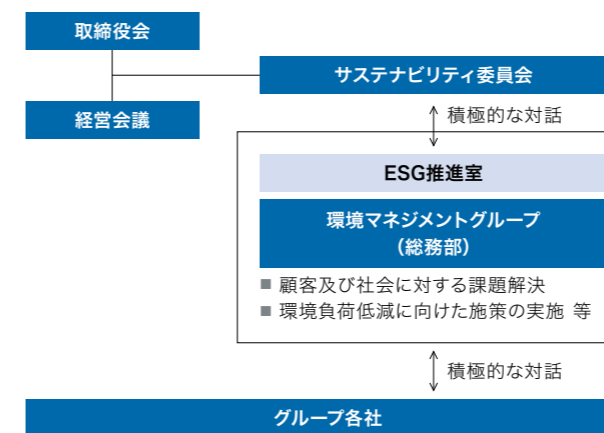 取締役会
サステナビリティ委員会
経営会議
積極的な対話
ESG推進室
環境マネジメントグループ
（総務部）
■ 顧客及び社会に対する課題解決
■ 環境負荷低減に向けた施策の実施 等
積極的な対話
グループ各社